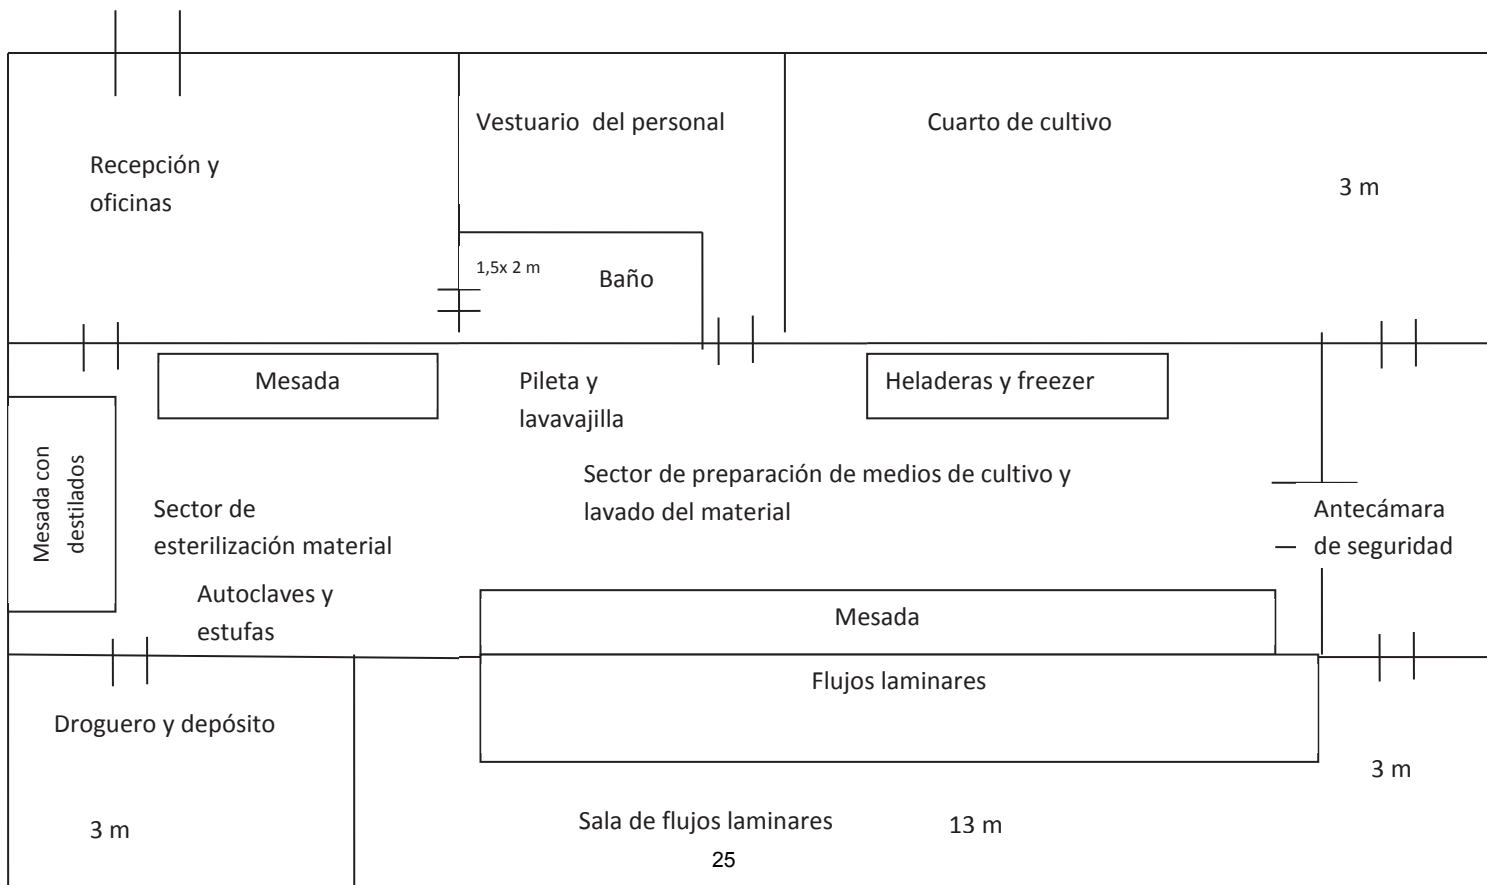 Vestuario del personal
Cuarto de cultivo
Recepción y
oficinas
3 m
1,5x 2 m
Baño
Mesada
Pileta y
lavavajilla
Heladeras y freezer
Mesada con
destilados
Sector de preparación de medios de cultivo y
lavado del material
Sector de
esterilización material
Antecámara
de seguridad
Autoclaves y
estufas
Mesada
Flujos laminares
Droguero y depósito
3 m
3 m
Sala de flujos laminares
13 m
25